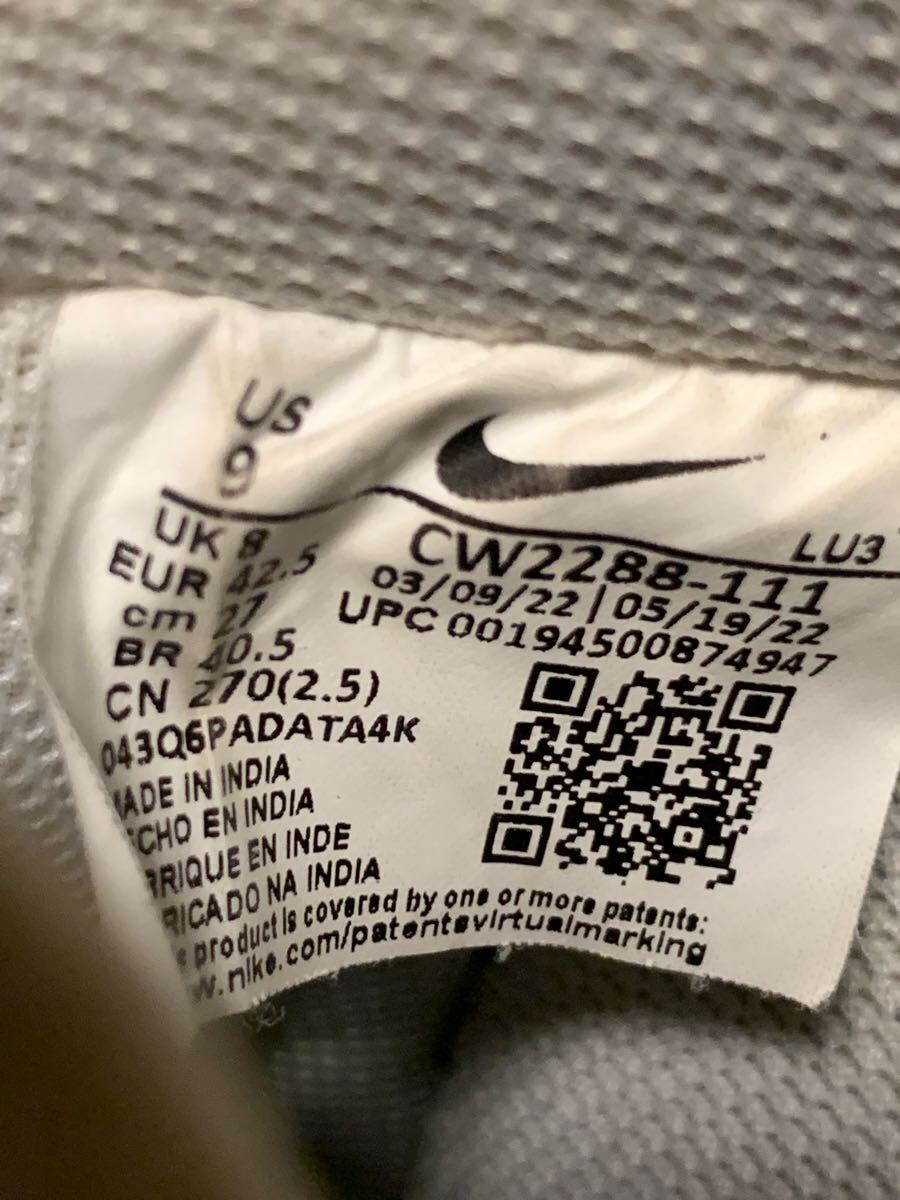 US
9
UK 8
EUR 42.5
cm 27
BR 40.5
CN 270(2.5)
043Q6PADATA4K
MADE IN INDIA
ECHO EN INDIA
RRIQUE EN INDE
RICADO NA INDIA
product is covered by one or more patents:
w.nike.com/patentsvirtualmarking
LU3
CW2288-111
03/09/22 | 05/19/22
UPC 00194500874947